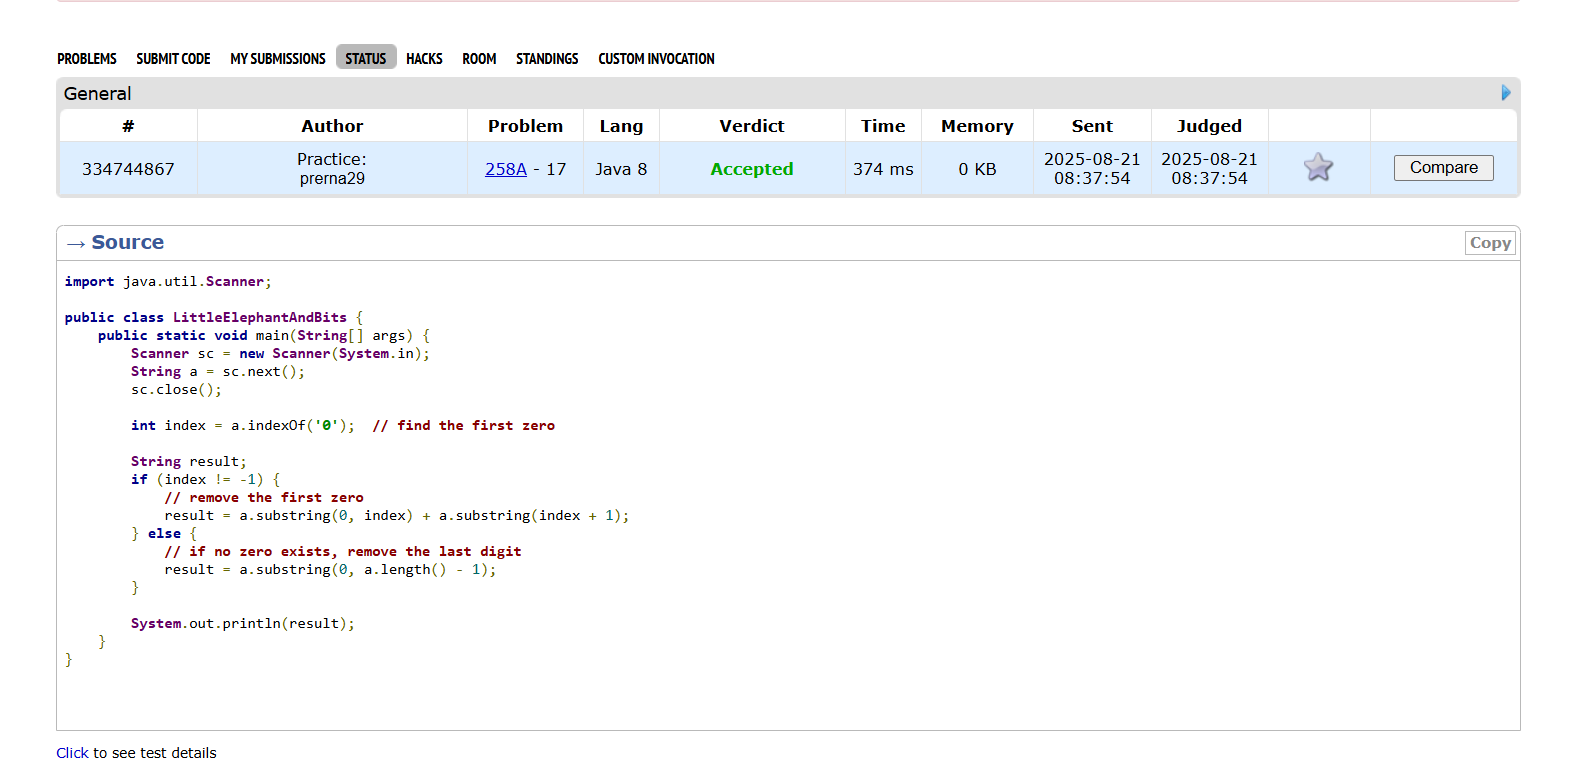 PROBLEMS SUBMIT CODE MY SUBMISSIONS STATUS HACKS ROOM STANDINGS CUSTOM INVOCATION
General
# Author Problem Lang Verdict Time Memory Sent Judged
334744867 Practice: prerna29 258A - 17 Java 8 Accepted 374 ms 0 KB 2025-08-21 08:37:54 2025-08-21 08:37:54 Compare
→ Source Copy
import java.util.Scanner;
public class LittleElephantAndBits {
    public static void main(String[] args) {
        Scanner sc = new Scanner(System.in);
        String a = sc.next();
        sc.close();
        int index = a.indexOf('0');  // find the first zero
        String result;
        if (index != -1) {
            // remove the first zero
            result = a.substring(0, index) + a.substring(index + 1);
        } else {
            // if no zero exists, remove the last digit
            result = a.substring(0, a.length() - 1);
        }
        System.out.println(result);
    }
}
Click to see test details